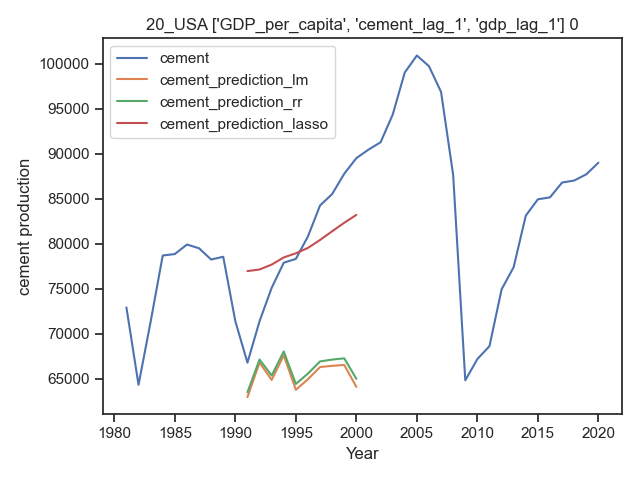 20_USA ['GDP_per_capita', 'cement_lag_1', 'gdp_lag_1'] 0
cement
cement_prediction_lm
cement_prediction_rr
cement_prediction_lasso
cement production
100000
95000
90000
85000
80000
75000
70000
65000
1980 1985 1990 1995 2000 2005 2010 2015 2020
Year